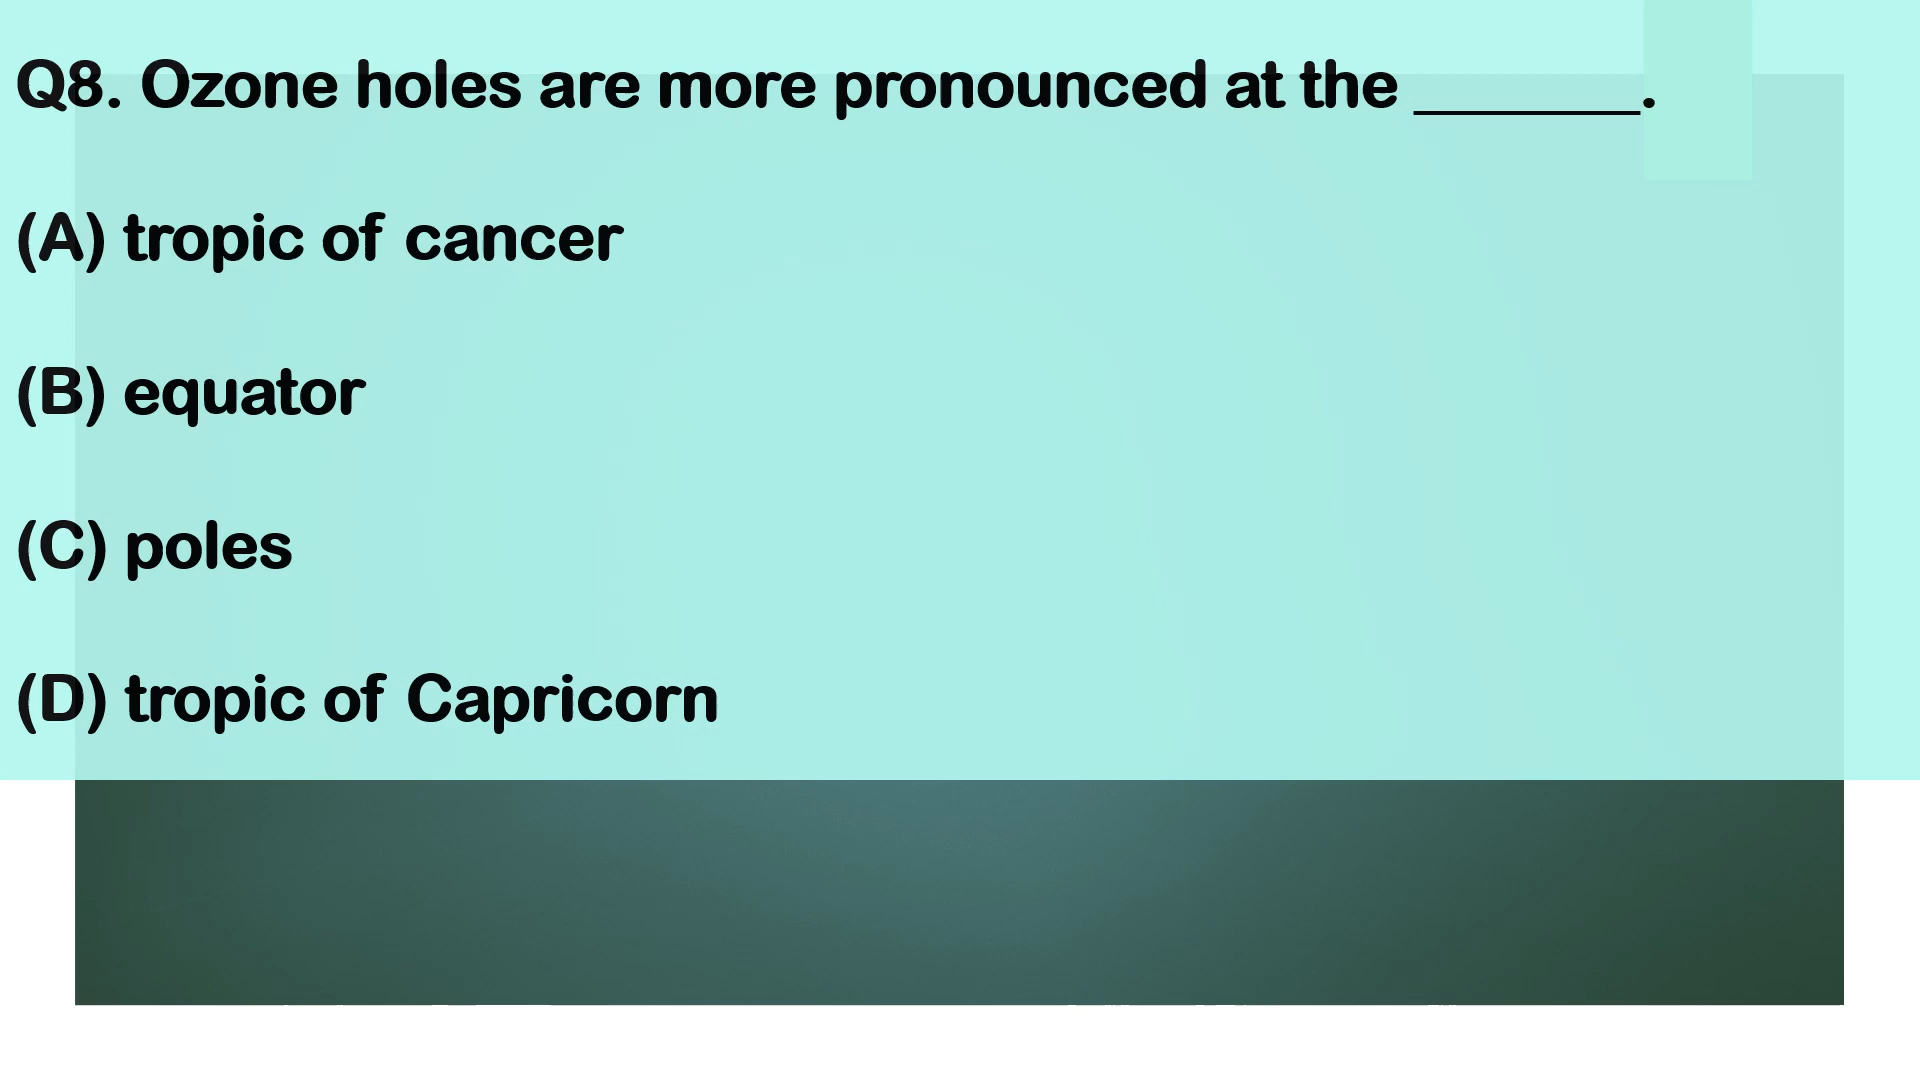 Q8. Ozone holes are more pronounced at the ________.
(A) tropic of cancer
(B) equator
(C) poles
(D) tropic of Capricorn